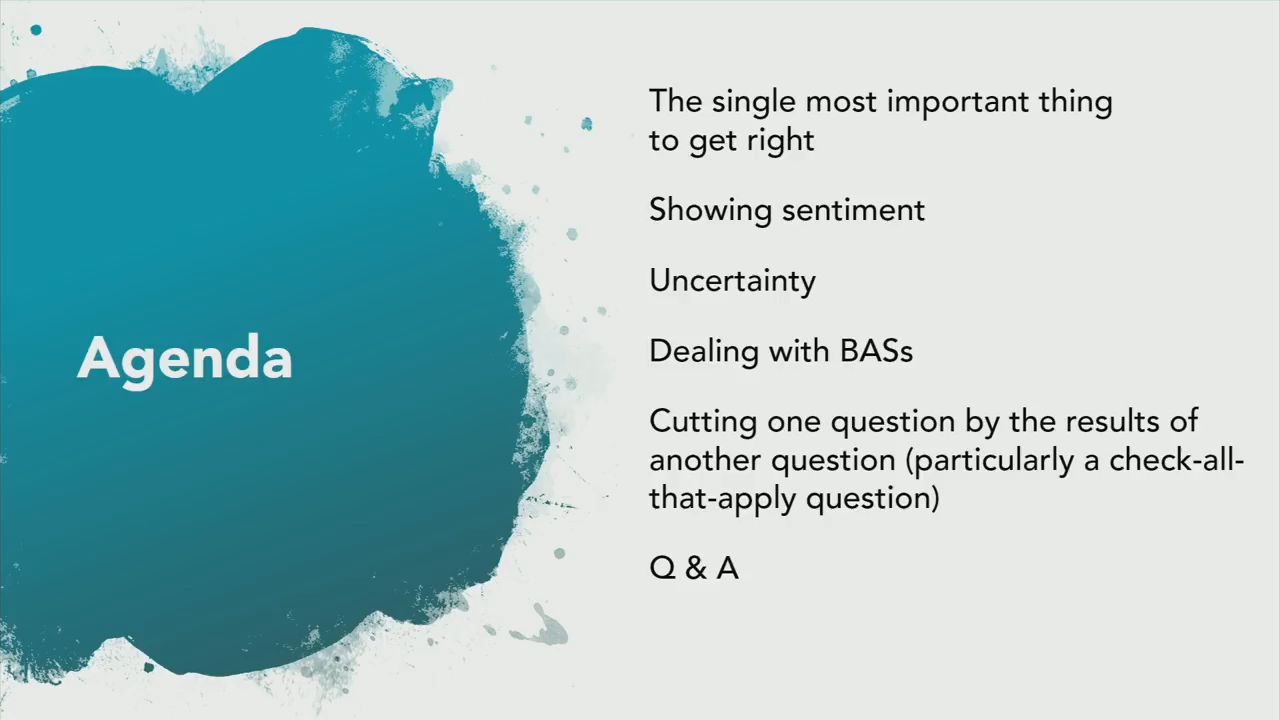 Agenda
The single most important thing
to get right
Showing sentiment
Uncertainty
Dealing with BASs
Cutting one question by the results of
another question (particularly a check-all-
that-apply question)
Q & A